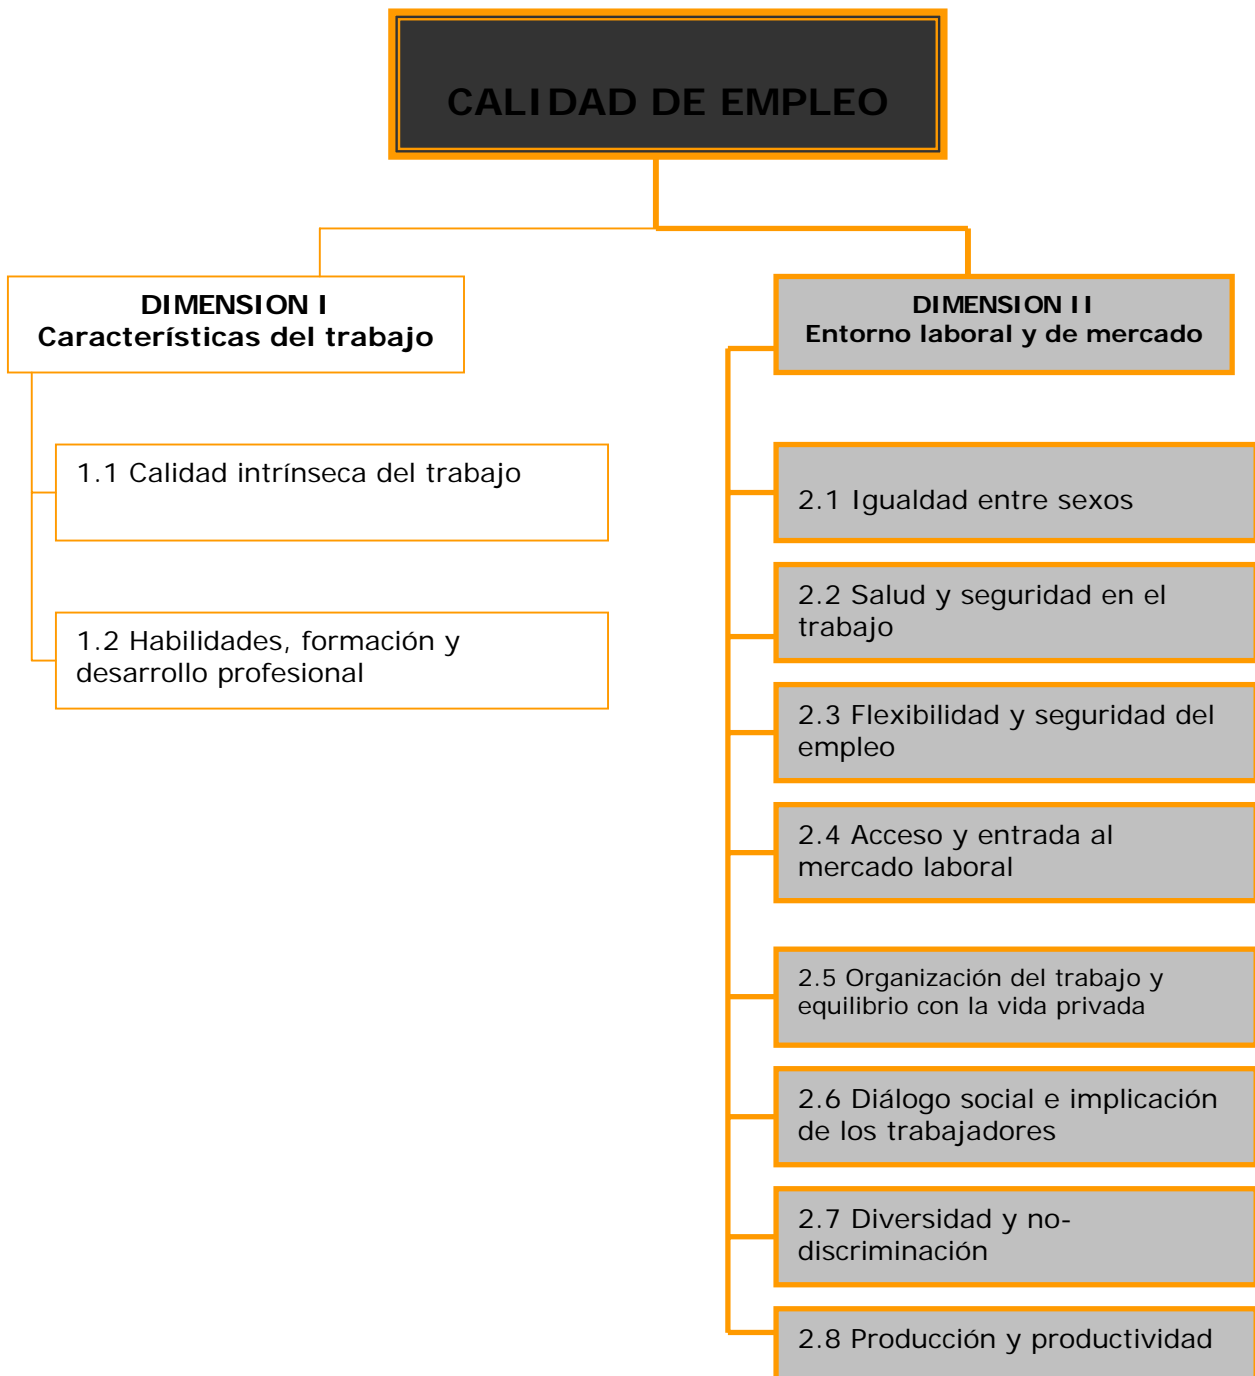 CALIDAD DE EMPLEO
DIMENSION I
Características del trabajo
1.1 Calidad intrínseca del trabajo
1.2 Habilidades, formación y
desarrollo profesional
DIMENSION II
Entorno laboral y de mercado
2.1 Igualdad entre sexos
2.2 Salud y seguridad en el
trabajo
2.3 Flexibilidad y seguridad del
empleo
2.4 Acceso y entrada al
mercado laboral
2.5 Organización del trabajo y
equilibrio con la vida privada
2.6 Diálogo social e implicación
de los trabajadores
2.7 Diversidad y no-
discriminación
2.8 Producción y productividad